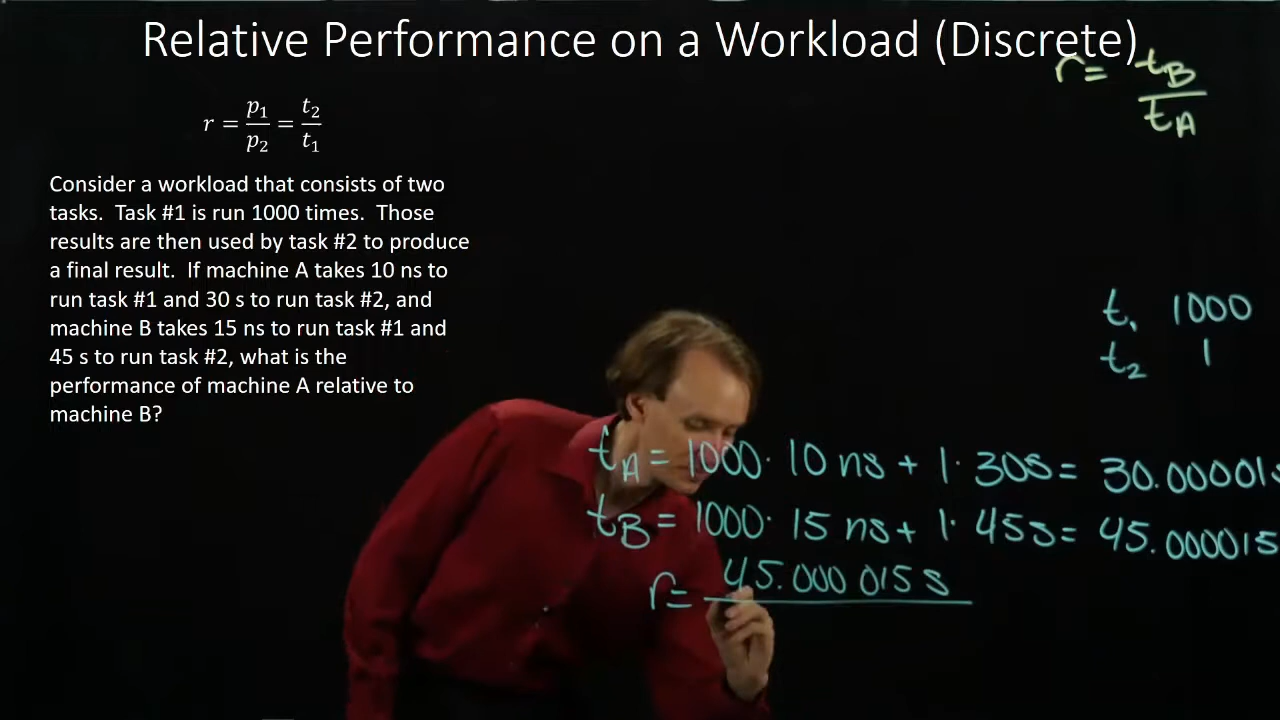 Relative Performance on a Workload (Discrete)
r = tB / tA
r = p1 / p2 = t2 / t1
Consider a workload that consists of two
tasks. Task #1 is run 1000 times. Those
results are then used by task #2 to produce
a final result. If machine A takes 10 ns to
run task #1 and 30 s to run task #2, and
machine B takes 15 ns to run task #1 and
45 s to run task #2, what is the
performance of machine A relative to
machine B?
t1 1000
t2 1
tA = 1000 · 10 ns + 1 · 30s = 30.00001s
tB = 1000 · 15 ns + 1 · 45s = 45.000015
r = 45.000 015 s